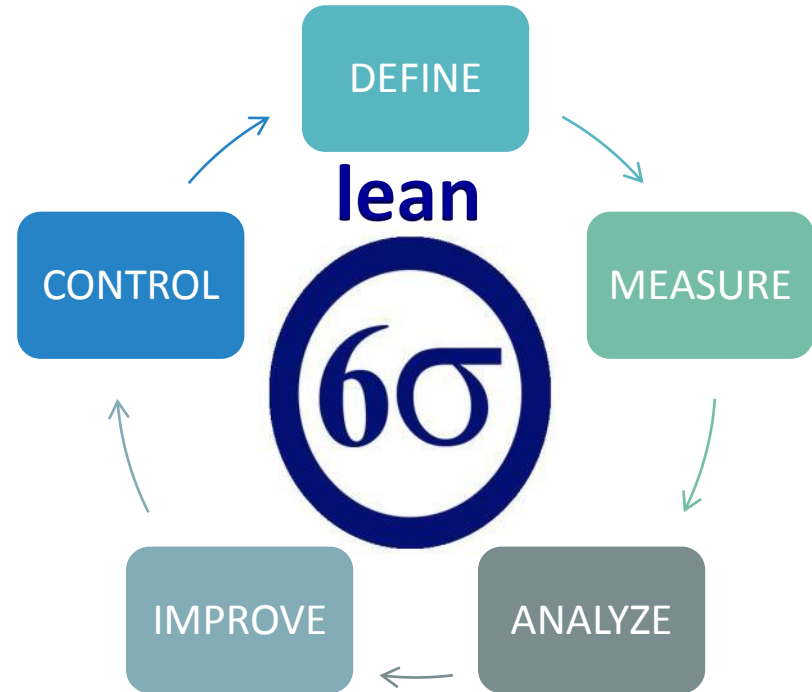 DEFINE
lean
CONTROL
MEASURE
6σ
IMPROVE
ANALYZE